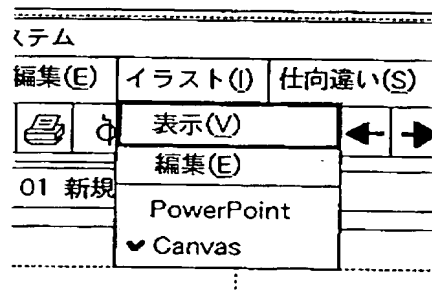 ステム
編集(E) イラスト(I) 仕向違い(S)
表示(V)
編集(E)
01 新規
PowerPoint
✔ Canvas